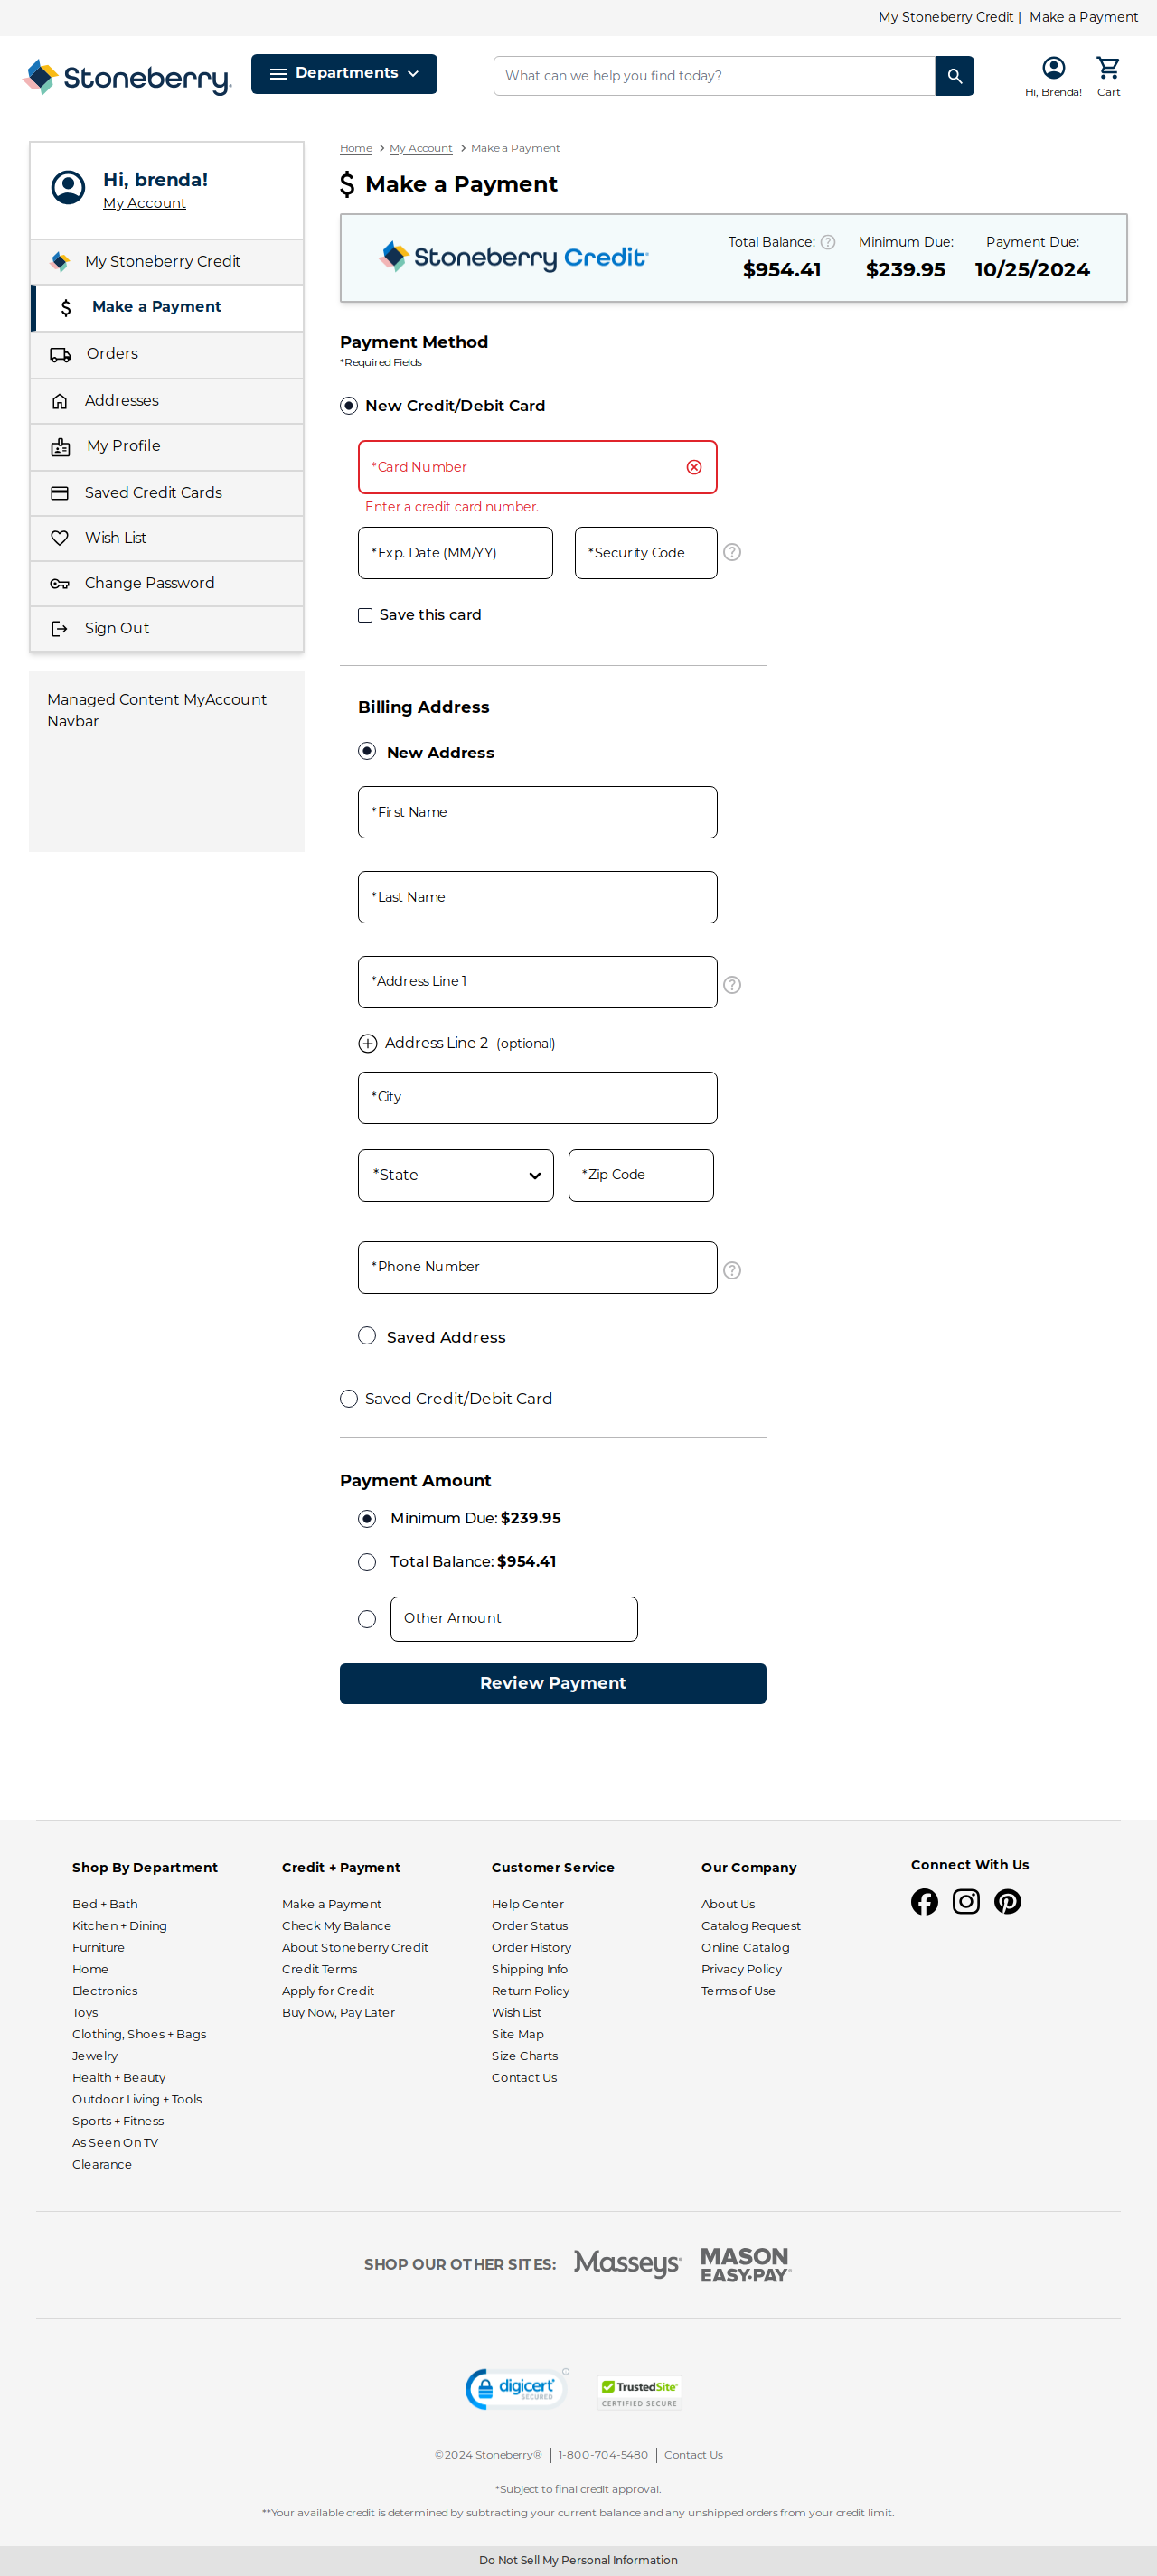 My Stoneberry Credit | Make a Payment
Stoneberry
Departments
What can we help you find today?
Hi, Brenda!
Cart
Hi, brenda!
My Account
My Stoneberry Credit
Make a Payment
Orders
Addresses
My Profile
Saved Credit Cards
Wish List
Change Password
Sign Out
Managed Content MyAccount
Navbar
Home > My Account > Make a Payment
$ Make a Payment
Stoneberry Credit
Total Balance: ?
$954.41
Minimum Due:
$239.95
Payment Due:
10/25/2024
Payment Method
*Required Fields
New Credit/Debit Card
*Card Number
Enter a credit card number.
*Exp. Date (MM/YY)
*Security Code
?
Save this card
Billing Address
New Address
*First Name
*Last Name
*Address Line 1
?
Address Line 2 (optional)
*City
*State
*Zip Code
*Phone Number
?
Saved Address
Saved Credit/Debit Card
Payment Amount
Minimum Due: $239.95
Total Balance: $954.41
Other Amount
Review Payment
Shop By Department
Bed + Bath
Kitchen + Dining
Furniture
Home
Electronics
Toys
Clothing, Shoes + Bags
Jewelry
Health + Beauty
Outdoor Living + Tools
Sports + Fitness
As Seen On TV
Clearance
Credit + Payment
Make a Payment
Check My Balance
About Stoneberry Credit
Credit Terms
Apply for Credit
Buy Now, Pay Later
Customer Service
Help Center
Order Status
Order History
Shipping Info
Return Policy
Wish List
Site Map
Size Charts
Contact Us
Our Company
About Us
Catalog Request
Online Catalog
Privacy Policy
Terms of Use
Connect With Us
SHOP OUR OTHER SITES:
Masseys
MASON
EASY•PAY
digicert
SECURED
TrustedSite
CERTIFIED SECURE
©2024 Stoneberry® | 1-800-704-5480 | Contact Us
*Subject to final credit approval.
**Your available credit is determined by subtracting your current balance and any unshipped orders from your credit limit.
Do Not Sell My Personal Information